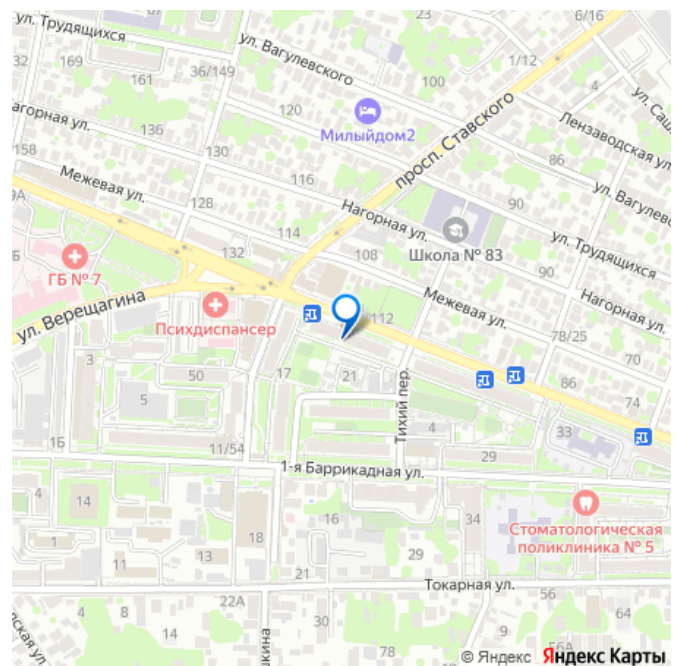 23
6/16
ул. Трудящихся
ул. Вагулевского
32
169
161
36/149
1/12
4
100
120
Милыйдом2
просп. Ставского
Лензаводская ул.
ул. Саш
86
Нагорная ул.
136
158
130
116
ул. Вагулевс
Межевая ул.
128
90
9А
Нагорная ул.
ул. Трудящихся
132
114
Школа № 83
108
90
Б
ГБ № 7
Межевая ул.
Нагорная ул.
ул. Верещагина
Психдиспансер
112
78/25
70
3
50
17
21
86
74
5
Тихий пер.
1Б
11/54
4
33
29
1-я Баррикадная ул.
4
14
16
34
Стоматологическая
поликлиника № 5
1
18
13
11
29
21
22А
Токарная ул.
4
8
30
56
64
9
56А
© Яндекс Яндекс Карты